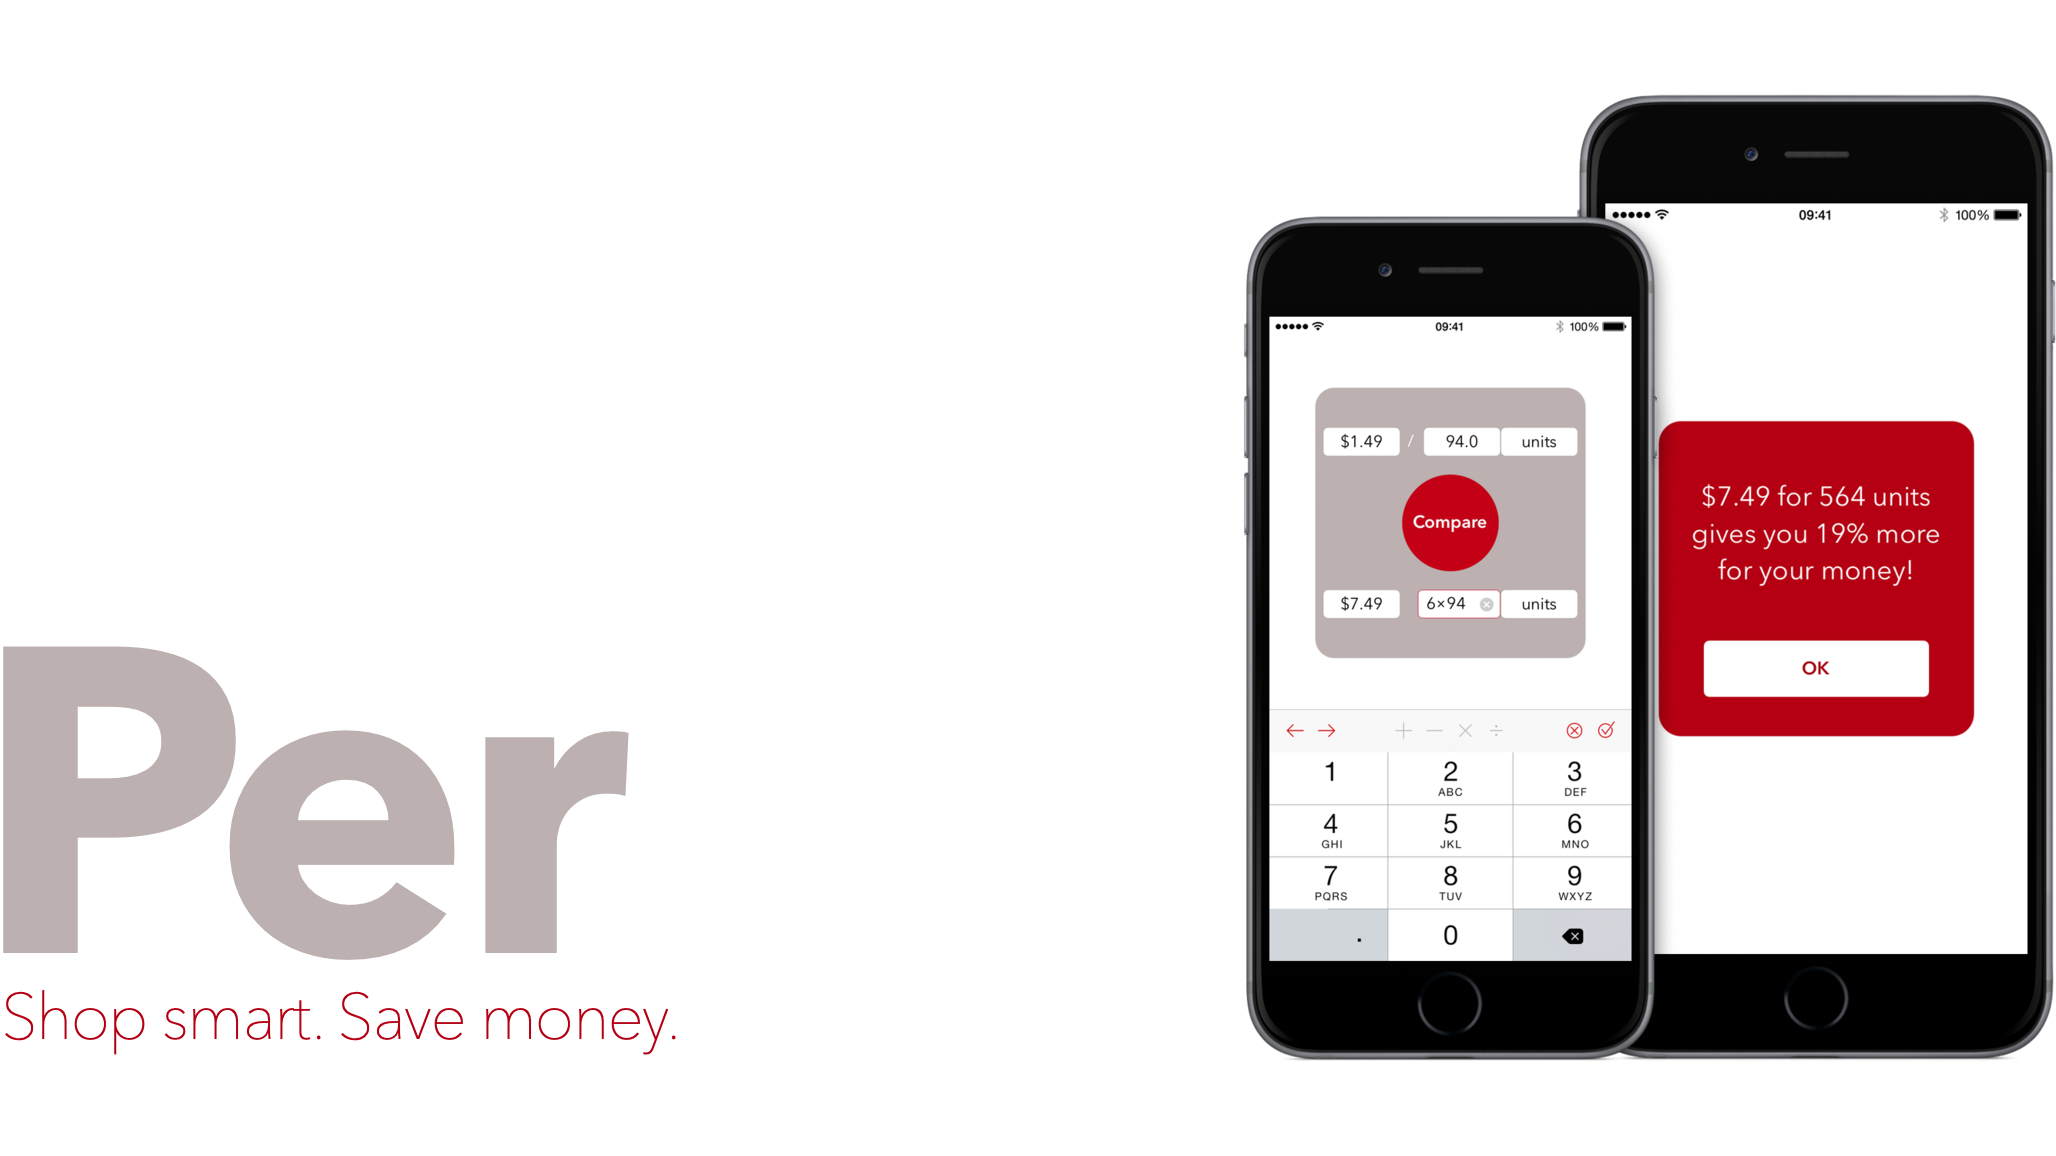 Per
Shop smart. Save money.
09:41
100%
$1.49 / 94.0 units
Compare
$7.49 6×94 units
+ − × ÷
1 2 3
ABC DEF
4 5 6
GHI JKL MNO
7 8 9
PQRS TUV WXYZ
. 0
09:41
100%
$7.49 for 564 units
gives you 19% more
for your money!
OK